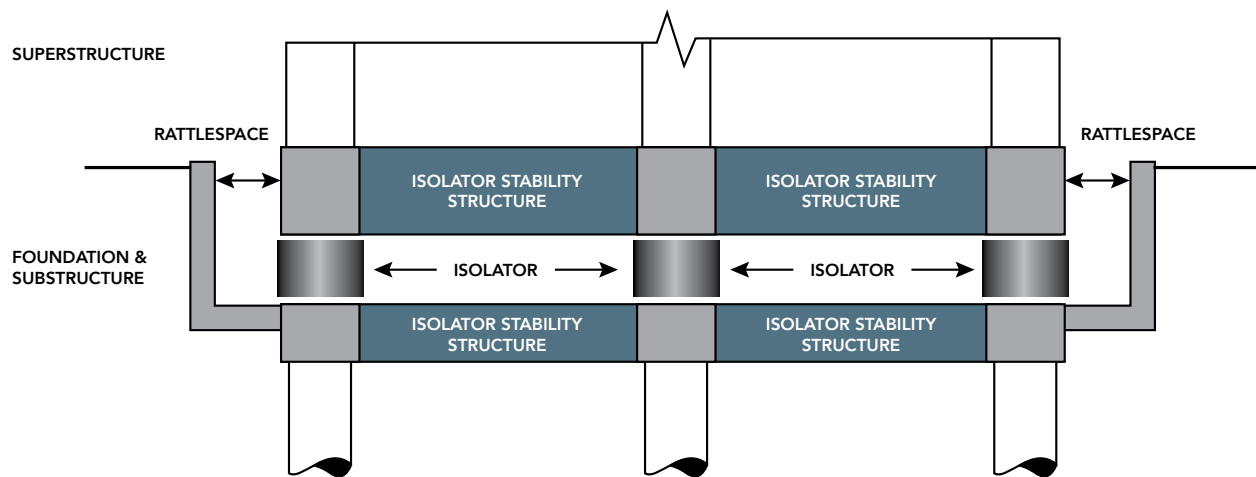 SUPERSTRUCTURE
RATTLESPACE
RATTLESPACE
ISOLATOR STABILITY
STRUCTURE
ISOLATOR STABILITY
STRUCTURE
FOUNDATION &
SUBSTRUCTURE
ISOLATOR
ISOLATOR
ISOLATOR STABILITY
STRUCTURE
ISOLATOR STABILITY
STRUCTURE